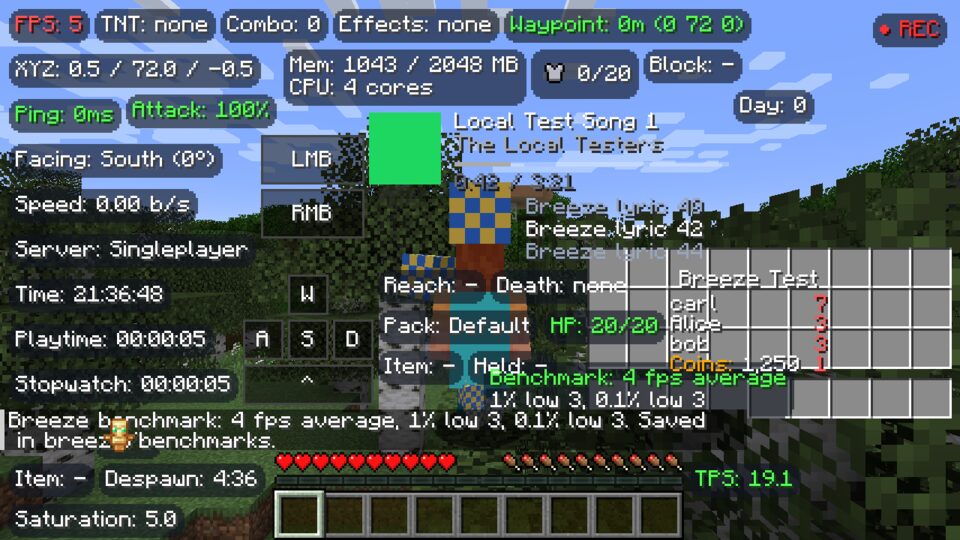 FPS: 5
TNT: none
Combo: 0
Effects: none
Waypoint: 0m (0 72 0)
● REC
XYZ: 0.5 / 72.0 / -0.5
Mem: 1043 / 2048 MB
CPU: 4 cores
0/20
Block: -
Day: 0
Ping: 0ms
Attack: 100%
Local Test Song 1
The Local Testers
0:42 / 3:21
Facing: South (0°)
LMB
Speed: 0.00 b/s
RMB
Breeze lyric 40
Breeze lyric 42
Breeze lyric 44
Server: Singleplayer
Time: 21:36:48
W
Reach: -
Death: none
Breeze Test
carl 7
Alice 3
bob 3
Coins: 1,250 1
Playtime: 00:00:05
A
S
D
Pack: Default
HP: 20/20
Item: -
Held: -
Stopwatch: 00:00:05
^
Benchmark: 4 fps average
1% low 3, 0.1% low 3
Breeze benchmark: 4 fps average, 1% low 3, 0.1% low 3. Saved
in benchmarks.
Item: -
Despawn: 4:36
TPS: 19.1
Saturation: 5.0